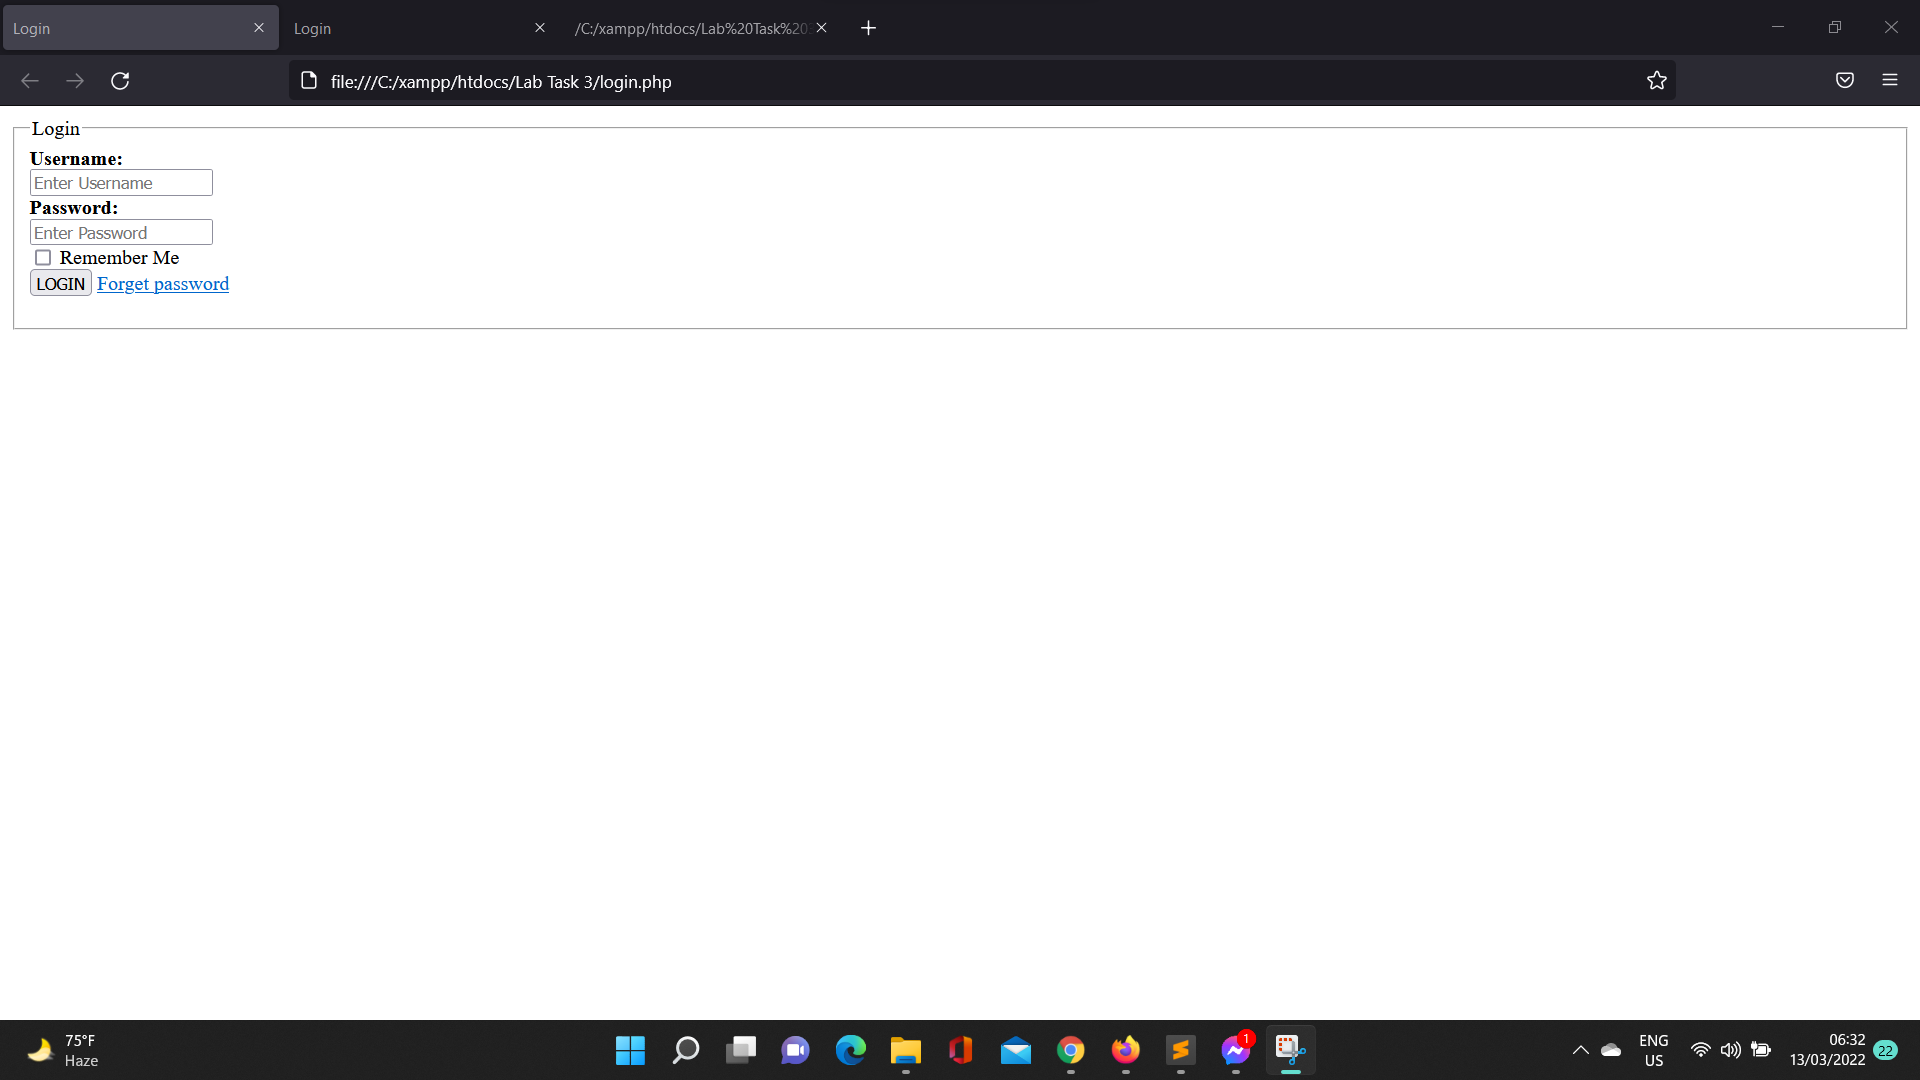 Login
Login
/C:/xampp/htdocs/Lab%20Task%20
file:///C:/xampp/htdocs/Lab Task 3/login.php
Login
Username:
Enter Username
Password:
Enter Password
Remember Me
LOGIN Forget password
75°F
Haze
1
ENG
US
06:32
13/03/2022
22